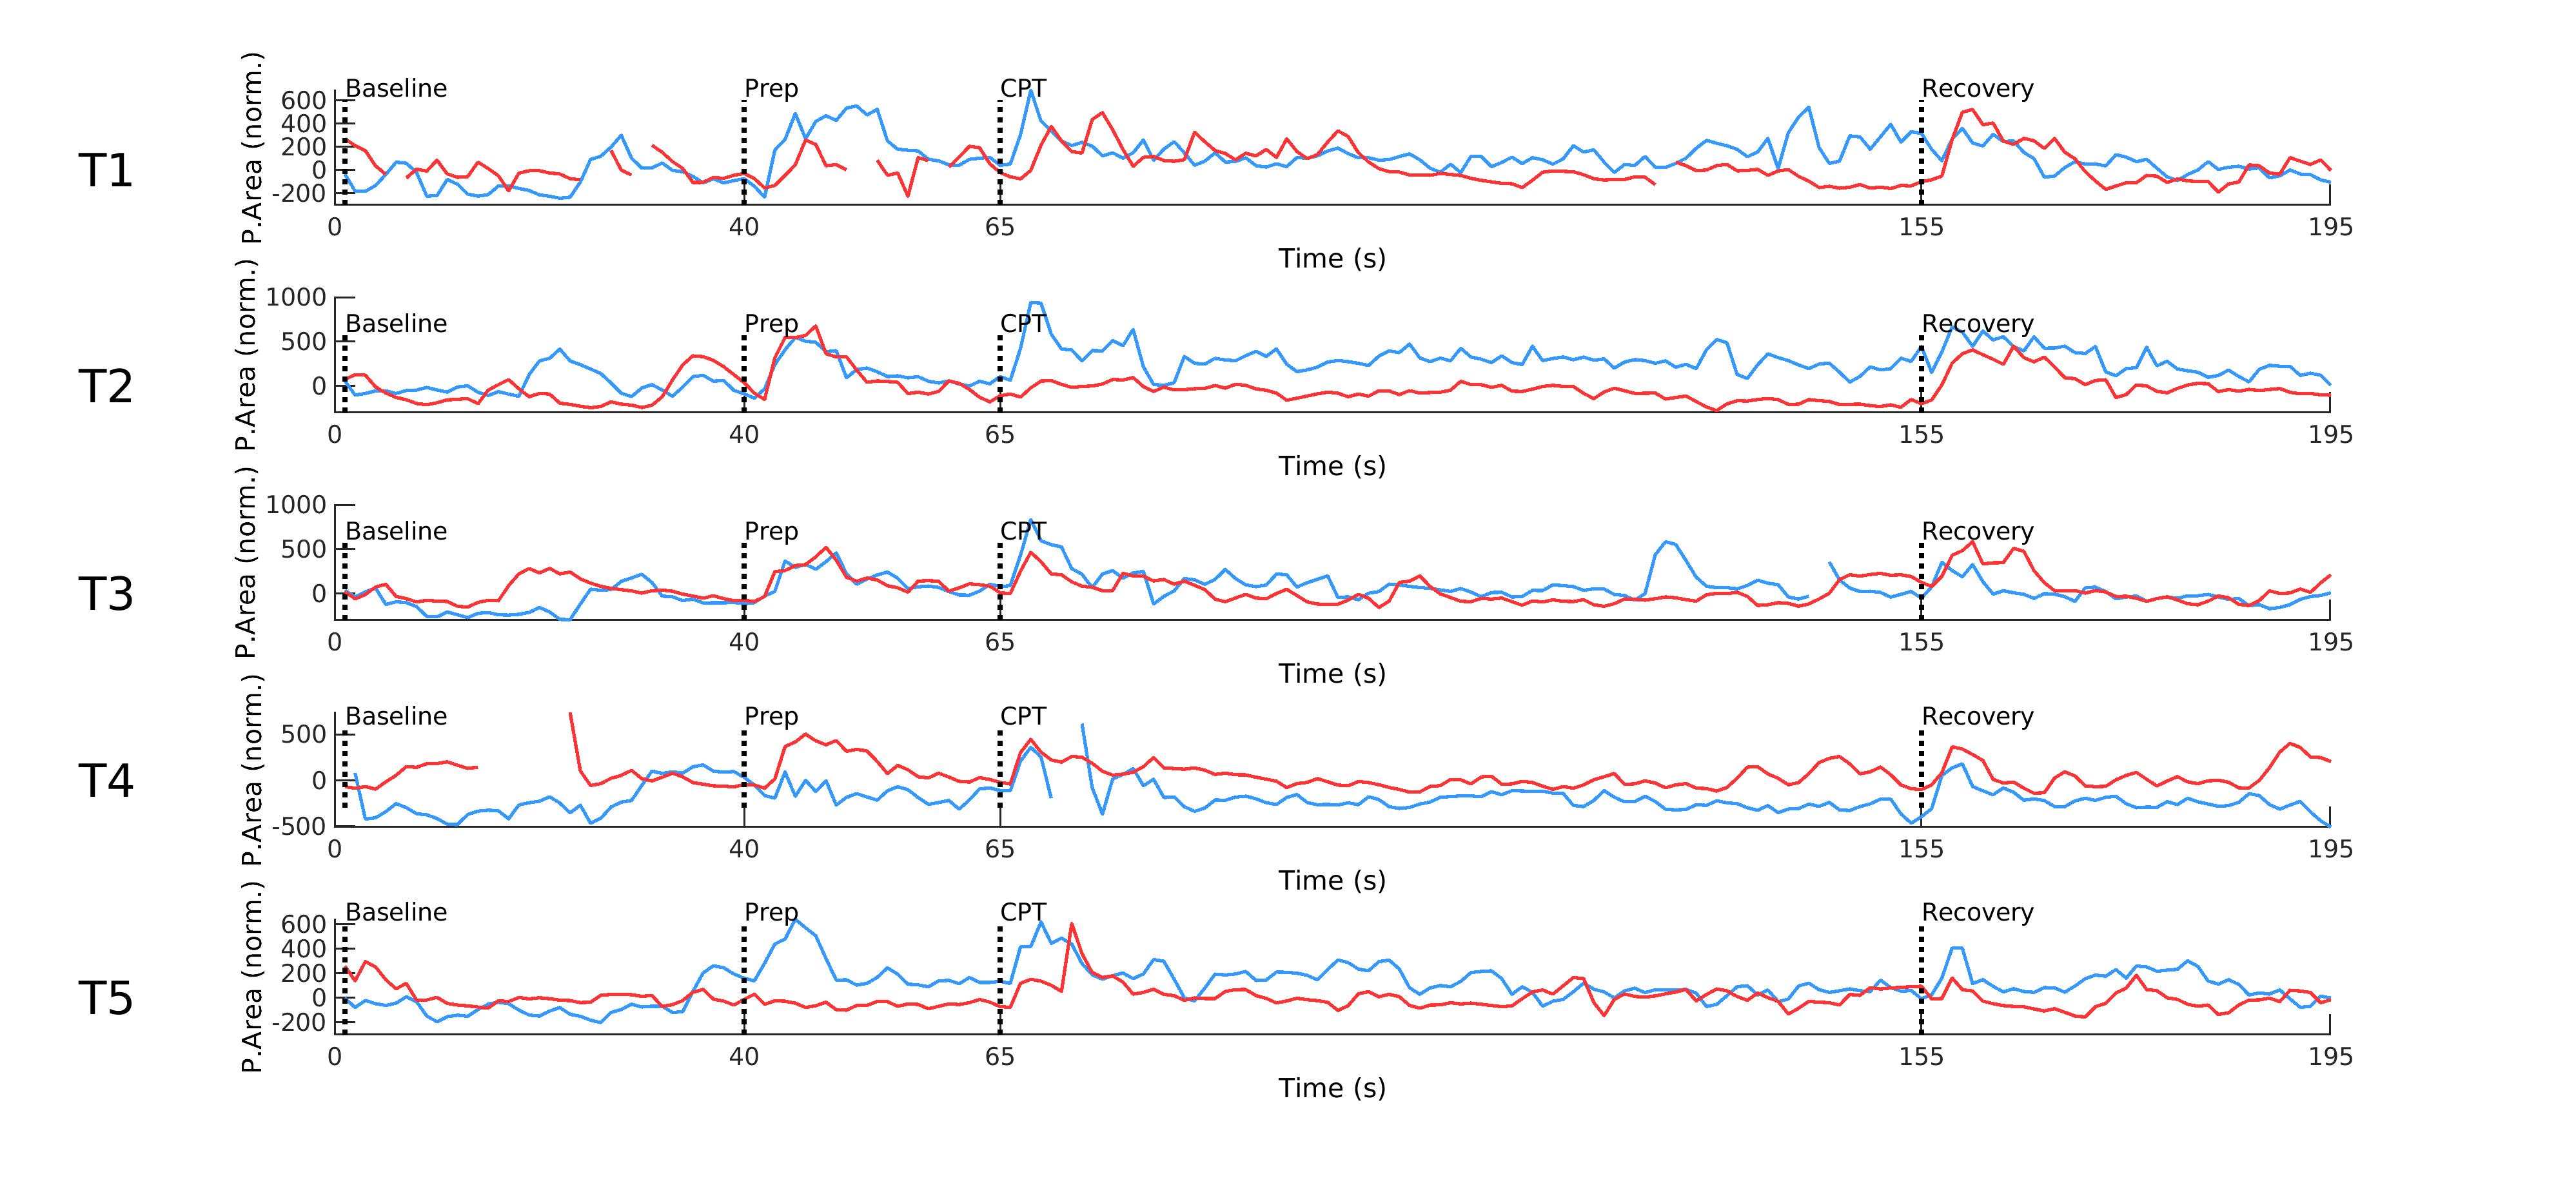 T1
P.Area (norm.)
600
400
200
0
-200
Baseline
Prep
CPT
Recovery
0
40
65
155
195
Time (s)
T2
P.Area (norm.)
1000
500
0
Baseline
Prep
CPT
Recovery
0
40
65
155
195
Time (s)
T3
P.Area (norm.)
1000
500
0
Baseline
Prep
CPT
Recovery
0
40
65
155
195
Time (s)
T4
P.Area (norm.)
500
0
-500
Baseline
Prep
CPT
Recovery
0
40
65
155
195
Time (s)
T5
P.Area (norm.)
600
400
200
0
-200
Baseline
Prep
CPT
Recovery
0
40
65
155
195
Time (s)